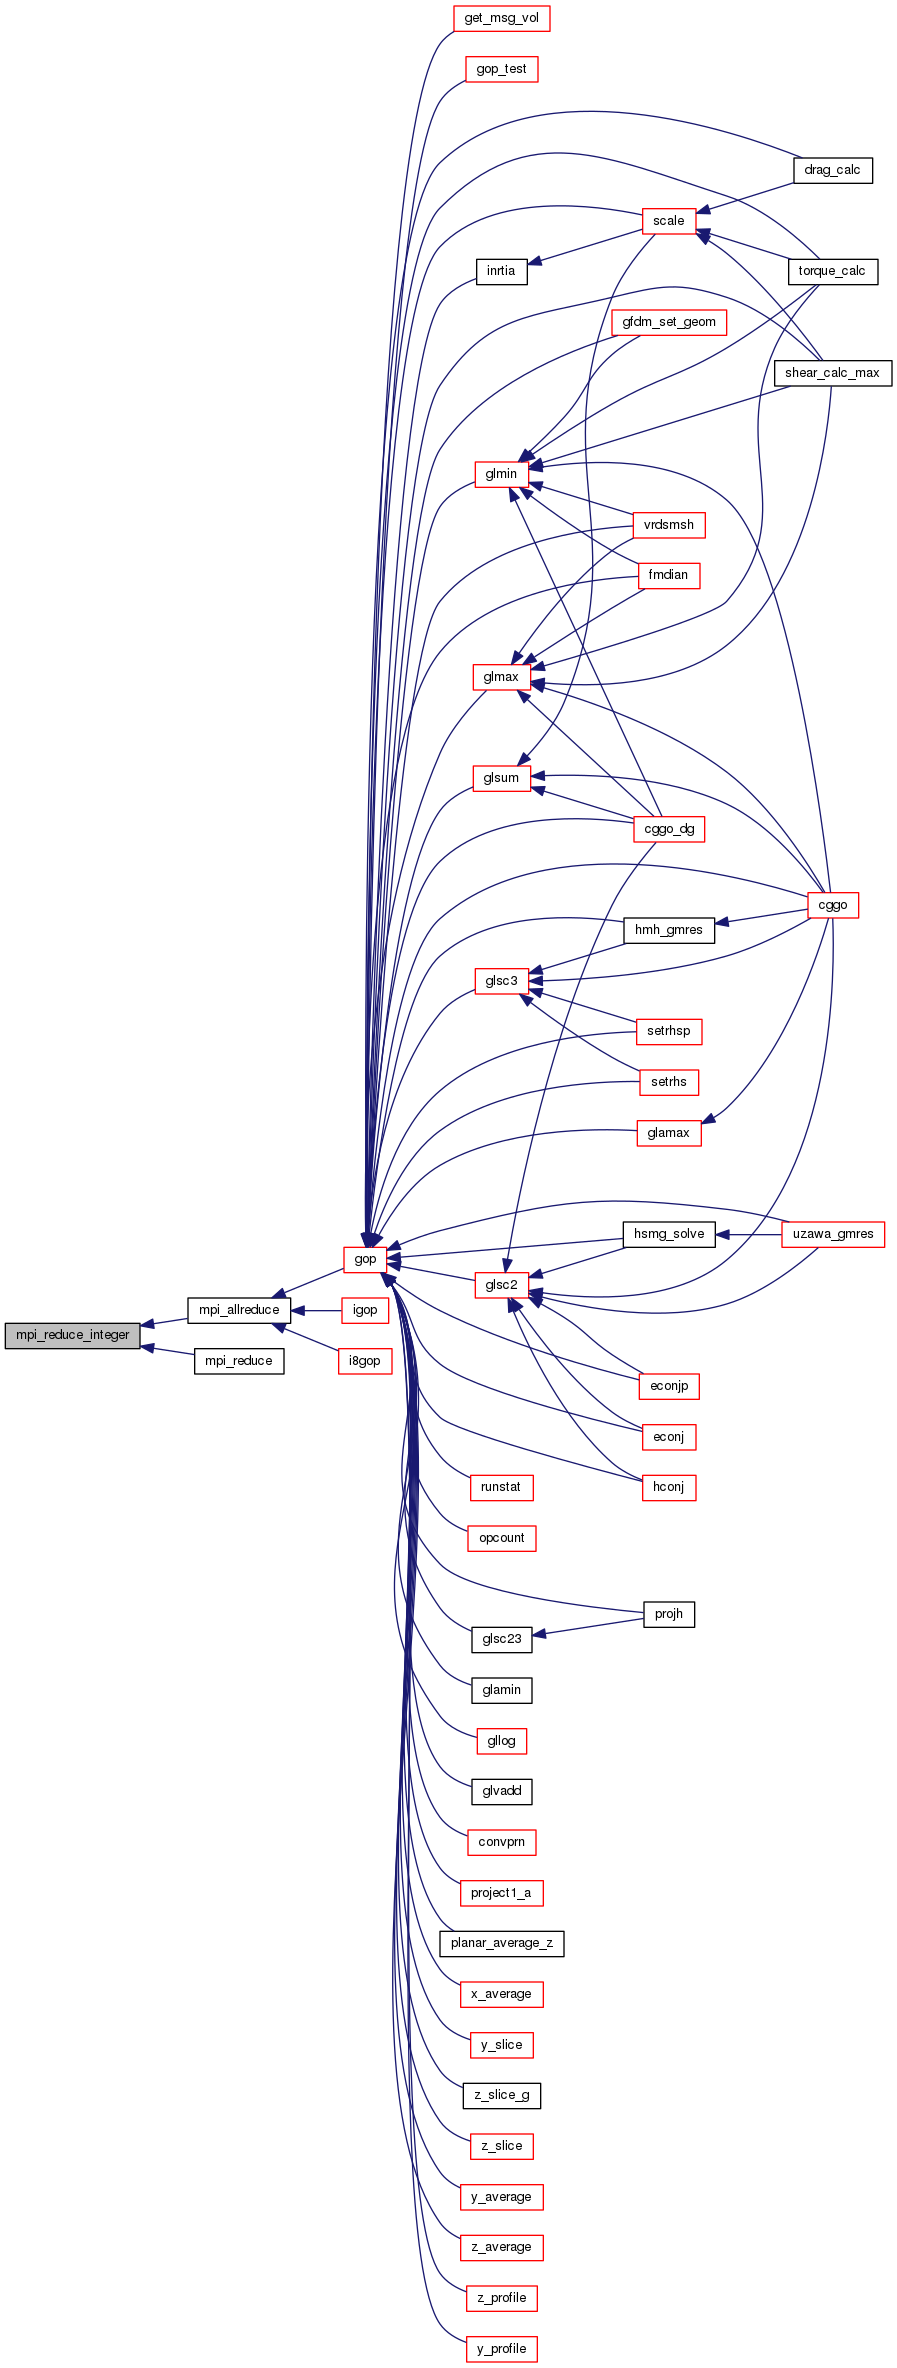 get_msg_vol
gop_test
drag_calc
scale
inrtia
torque_calc
gfdm_set_geom
shear_calc_max
glmin
vrdsmsh
fmdian
glmax
glsum
cggo_dg
cggo
hmh_gmres
glsc3
setrhsp
setrhs
glamax
hsmg_solve
uzawa_gmres
gop
glsc2
mpi_allreduce
igop
mpi_reduce_integer
mpi_reduce
i8gop
econjp
econj
runstat
hconj
opcount
projh
glsc23
glamin
gllog
glvadd
convprn
project1_a
planar_average_z
x_average
y_slice
z_slice_g
z_slice
y_average
z_average
z_profile
y_profile